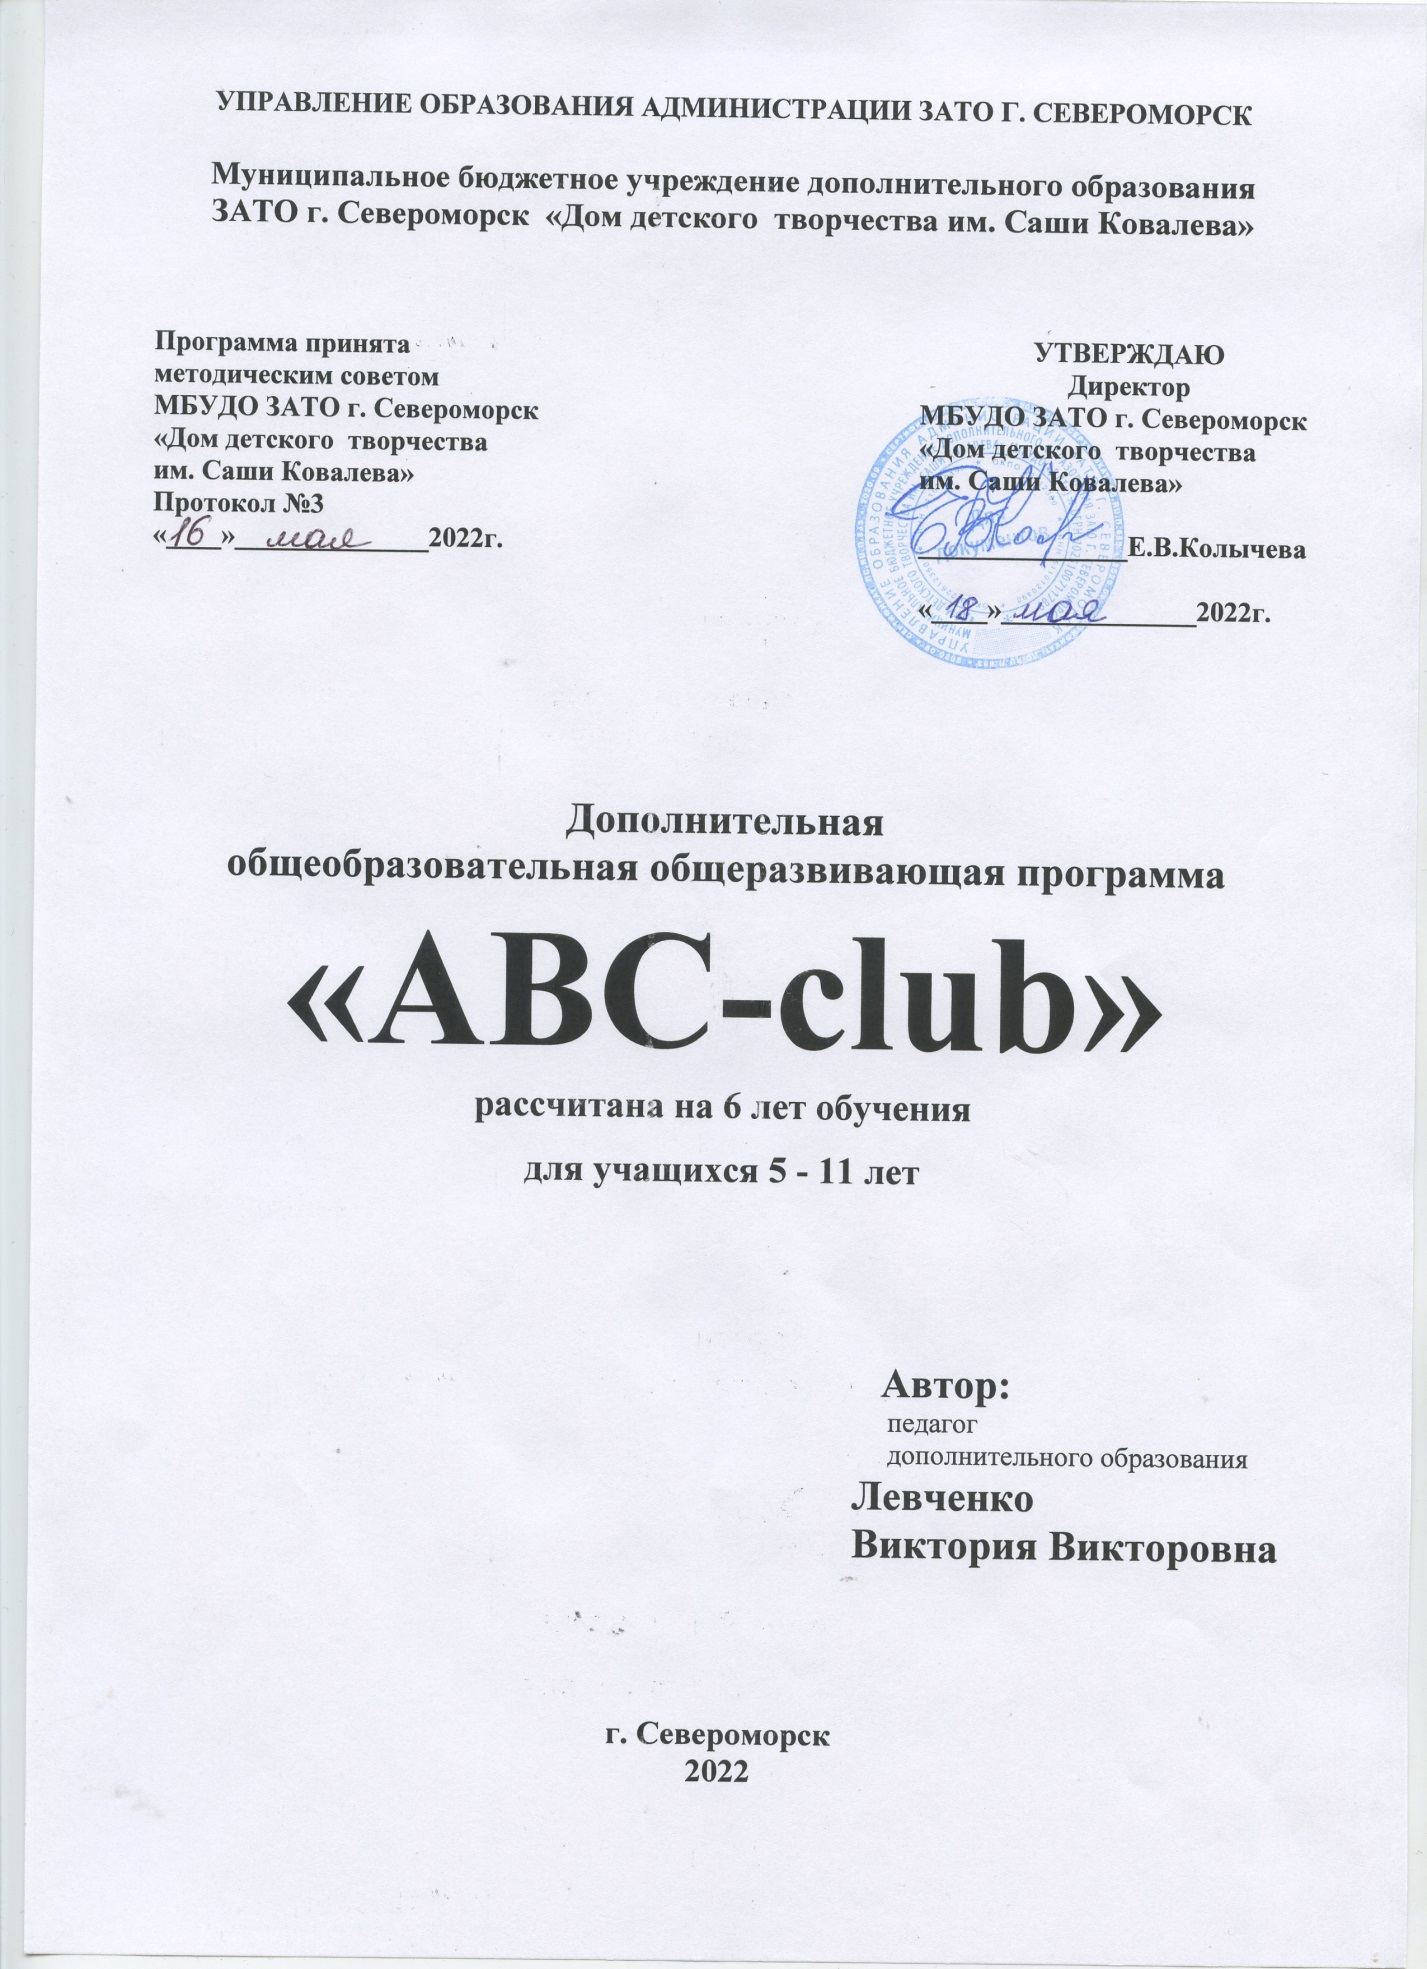 УПРАВЛЕНИЕ ОБРАЗОВАНИЯ АДМИНИСТРАЦИИ ЗАТО Г. СЕВЕРОМОРСК
Муниципальное бюджетное учреждение дополнительного образования
ЗАТО г. Североморск «Дом детского творчества им. Саши Ковалева»
Программа принята
методическим советом
МБУДО ЗАТО г. Североморск
«Дом детского творчества
им. Саши Ковалева»
Протокол №3
«16» мая 2022г.
УТВЕРЖДАЮ
Директор
МБУДО ЗАТО г. Североморск
«Дом детского творчества
им. Саши Ковалева»
Е.В.Колычева
«18» мая 2022г.
Дополнительная
общеобразовательная общеразвивающая программа
«ABC-club»
рассчитана на 6 лет обучения
для учащихся 5 - 11 лет
Автор:
педагог
дополнительного образования
Левченко
Виктория Викторовна
г. Североморск
2022